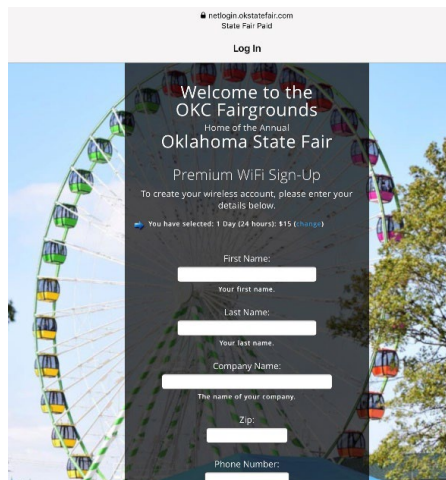 netlogin.okstatefair.com
State Fair Paid
Log In
Welcome to the
OKC Fairgrounds
Home of the Annual
Oklahoma State Fair
Premium WiFi Sign-Up
To create your wireless account, please enter your
details below.
You have selected: 1 Day (24 hours): $15 (change)
First Name:
Your first name.
Last Name:
Your last name.
Company Name:
The name of your company.
Zip:
Phone Number: